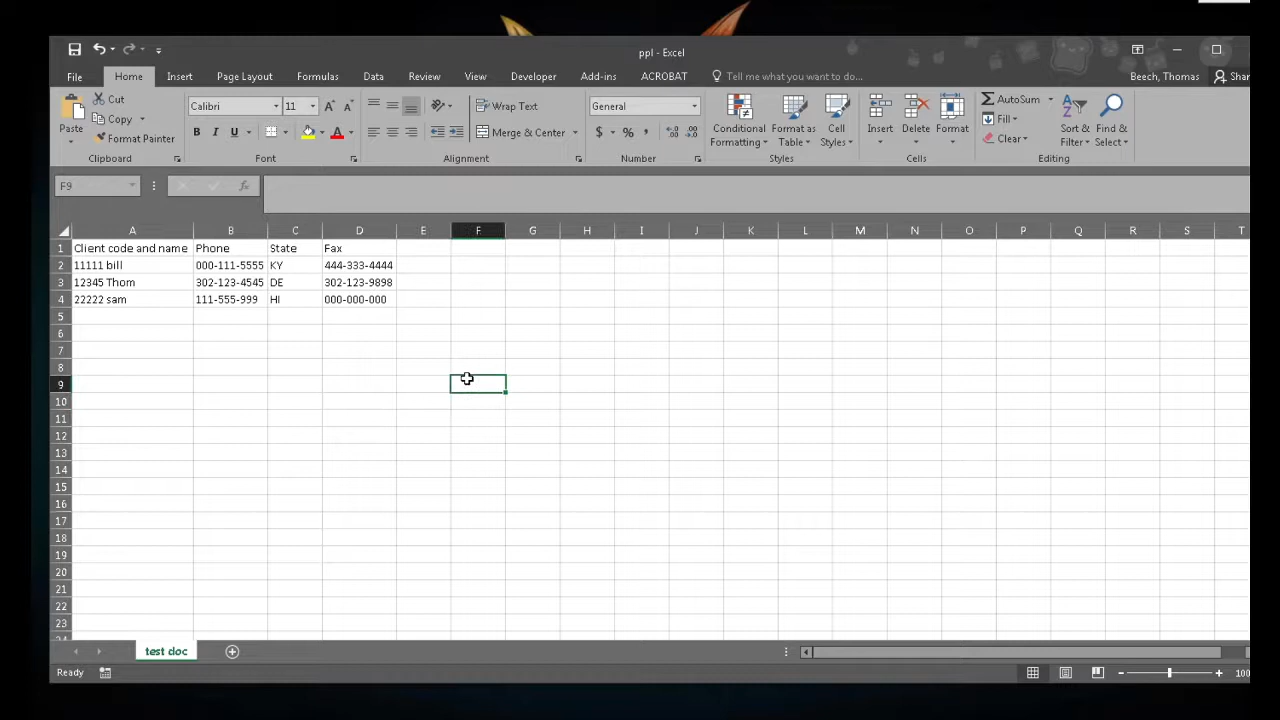 ppl - Excel
File Home Insert Page Layout Formulas Data Review View Developer Add-ins ACROBAT Tell me what you want to do... Beech, Thomas Shar
Paste Cut Copy Format Painter Clipboard
Calibri 11 B I U A Font
Wrap Text Merge & Center Alignment
General $ % , Number
Conditional Formatting Format as Table Cell Styles Styles
Insert Delete Format Cells
AutoSum Fill Clear Sort & Filter Find & Select Editing
F9 fx
A B C D E F G H I J K L M N O P Q R S T
1 Client code and name Phone State Fax
2 11111 bill 000-111-5555 KY 444-333-4444
3 12345 Thom 302-123-4545 DE 302-123-9898
4 22222 sam 111-555-999 HI 000-000-000
5
6
7
8
9
10
11
12
13
14
15
16
17
18
19
20
21
22
23
24
test doc
Ready 100